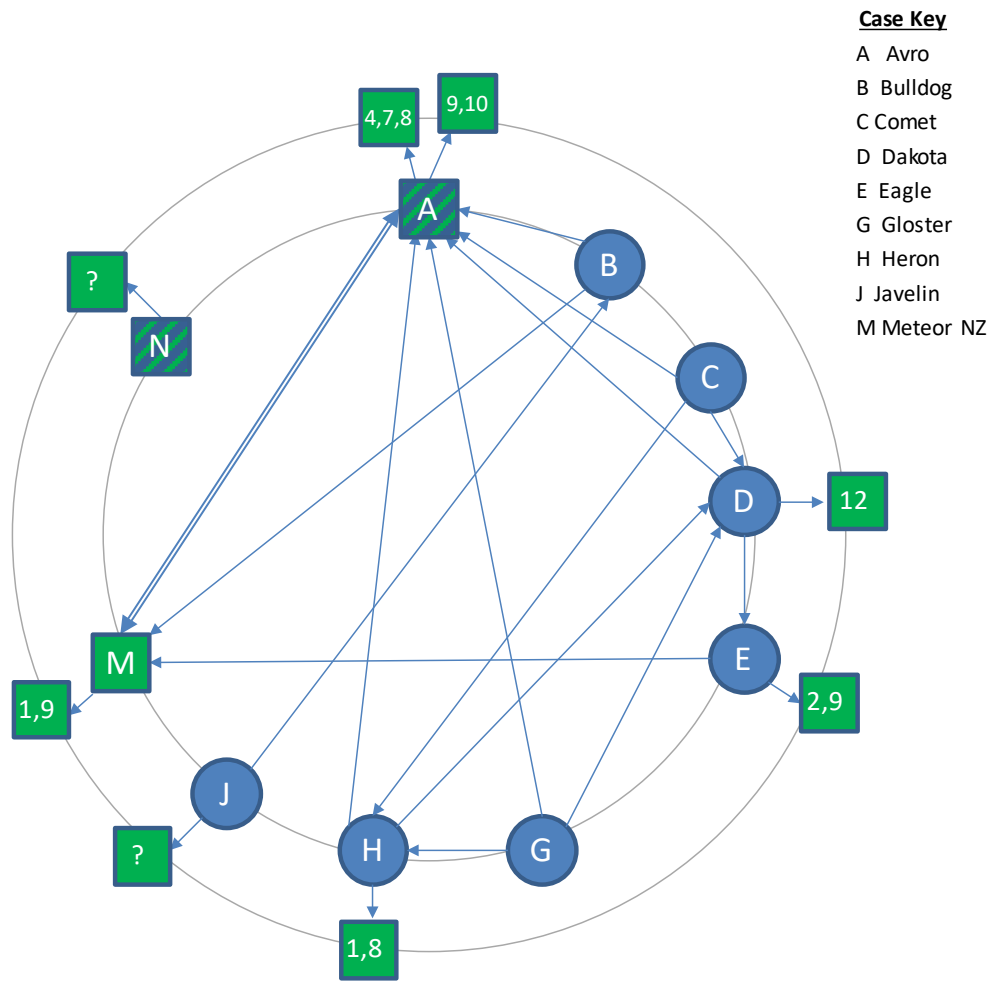 Case Key
A Avro
B Bulldog
C Comet
D Dakota
E Eagle
G Gloster
H Heron
J Javelin
M Meteor NZ
4,7,8
9,10
A
B
?
N
C
D
12
E
M
1,9
2,9
J
?
H
G
1,8